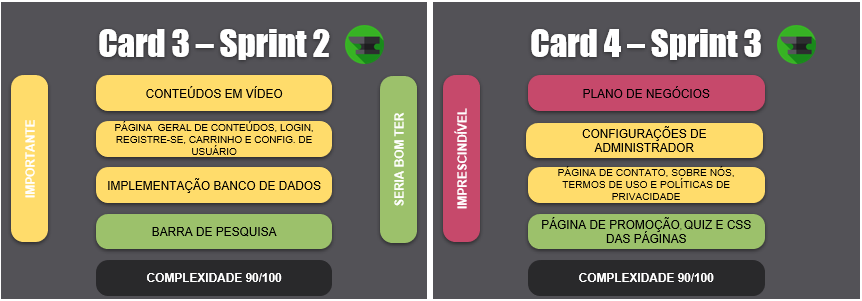 Card 3 – Sprint 2
IMPORTANTE
CONTEÚDOS EM VÍDEO
PÁGINA GERAL DE CONTEÚDOS, LOGIN,
REGISTRE-SE, CARRINHO E CONFIG. DE
USUÁRIO
IMPLEMENTAÇÃO BANCO DE DADOS
BARRA DE PESQUISA
COMPLEXIDADE 90/100
SERIA BOM TER
Card 4 – Sprint 3
IMPRESCINDÍVEL
PLANO DE NEGÓCIOS
CONFIGURAÇÕES DE
ADMINISTRADOR
PÁGINA DE CONTATO, SOBRE NÓS,
TERMOS DE USO E POLÍTICAS DE
PRIVACIDADE
PÁGINA DE PROMOÇÃO, QUIZ E CSS
DAS PÁGINAS
COMPLEXIDADE 90/100